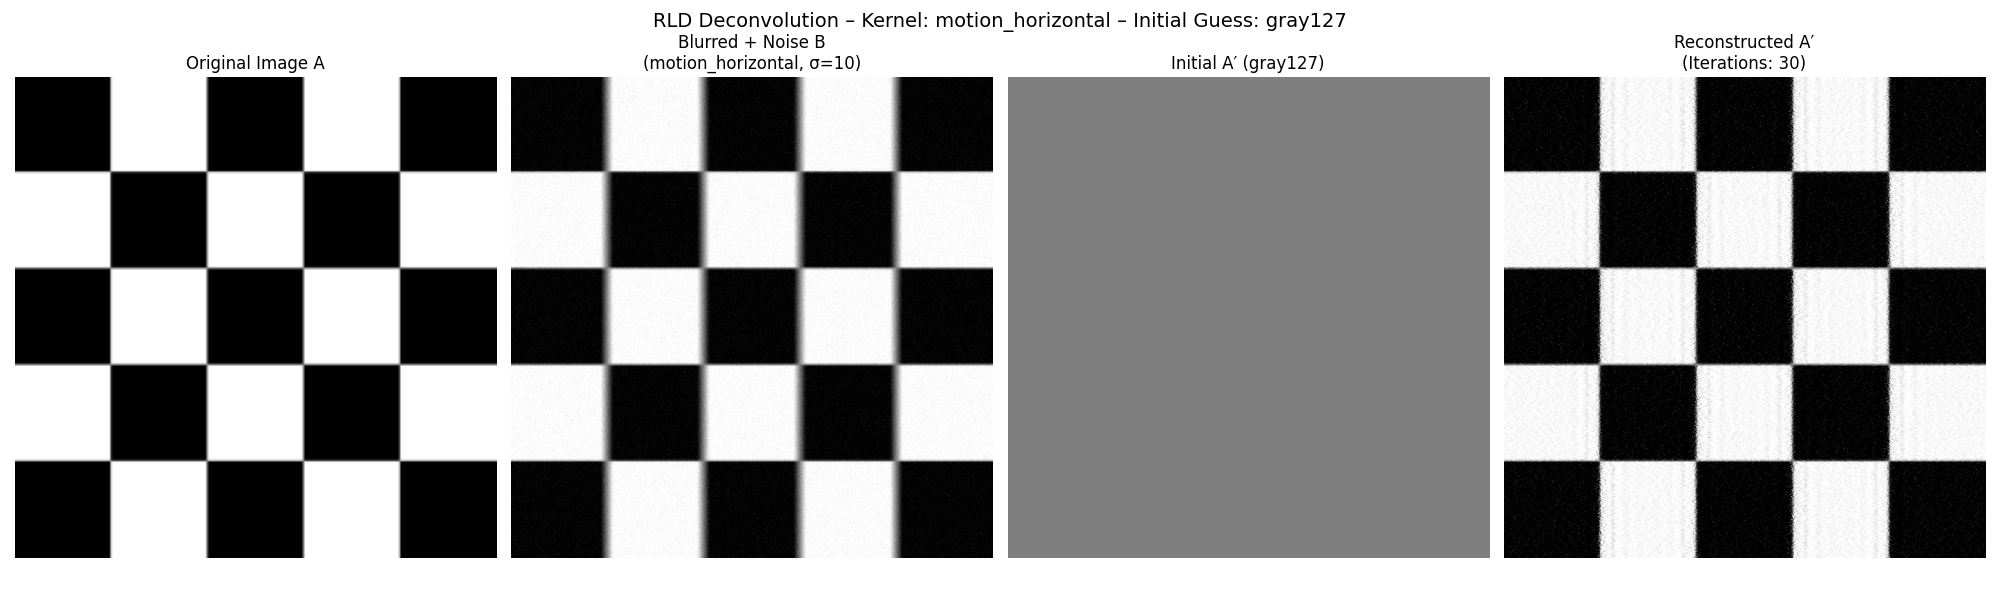 RLD Deconvolution – Kernel: motion_horizontal – Initial Guess: gray127
Original Image A
Blurred + Noise B
(motion_horizontal, σ=10)
Initial A′ (gray127)
Reconstructed A′
(Iterations: 30)